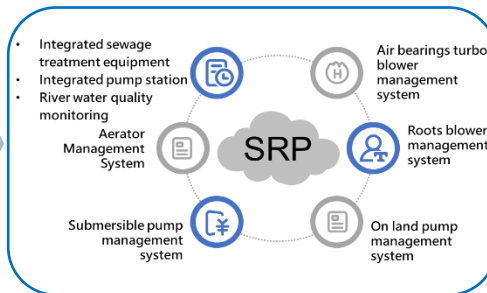 • Integrated sewage
treatment equipment
• Integrated pump station
• River water quality
monitoring
Air bearings turbo
blower
management
system
Aerator
Management
System
SRP
Roots blower
management
system
Submersible pump
management
system
On land pump
management
system